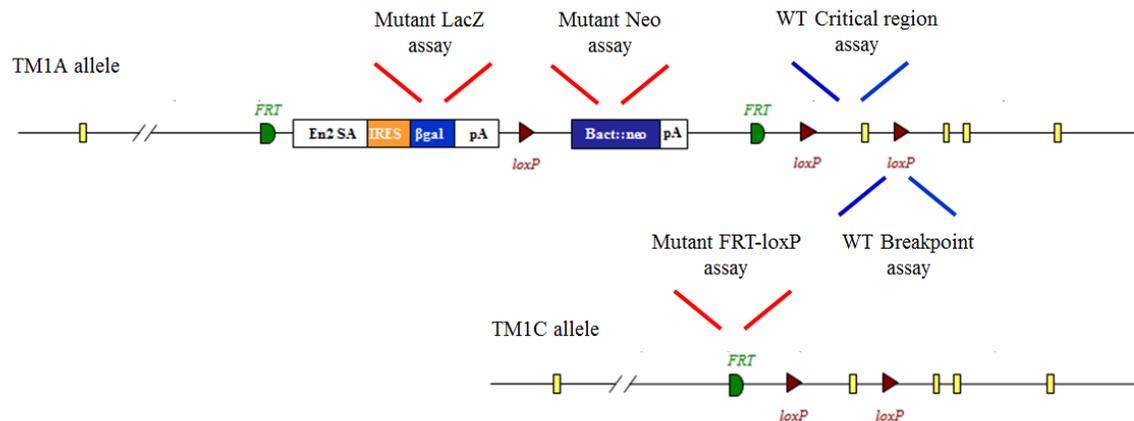 Mutant LacZ
assay
Mutant Neo
assay
WT Critical region
assay
TM1A allele
FRT
FRT
En2 SA
IRES
βgal
pA
Bact::neo
pA
loxP
loxP
loxP
Mutant FRT-loxP
assay
WT Breakpoint
assay
TM1C allele
FRT
loxP
loxP